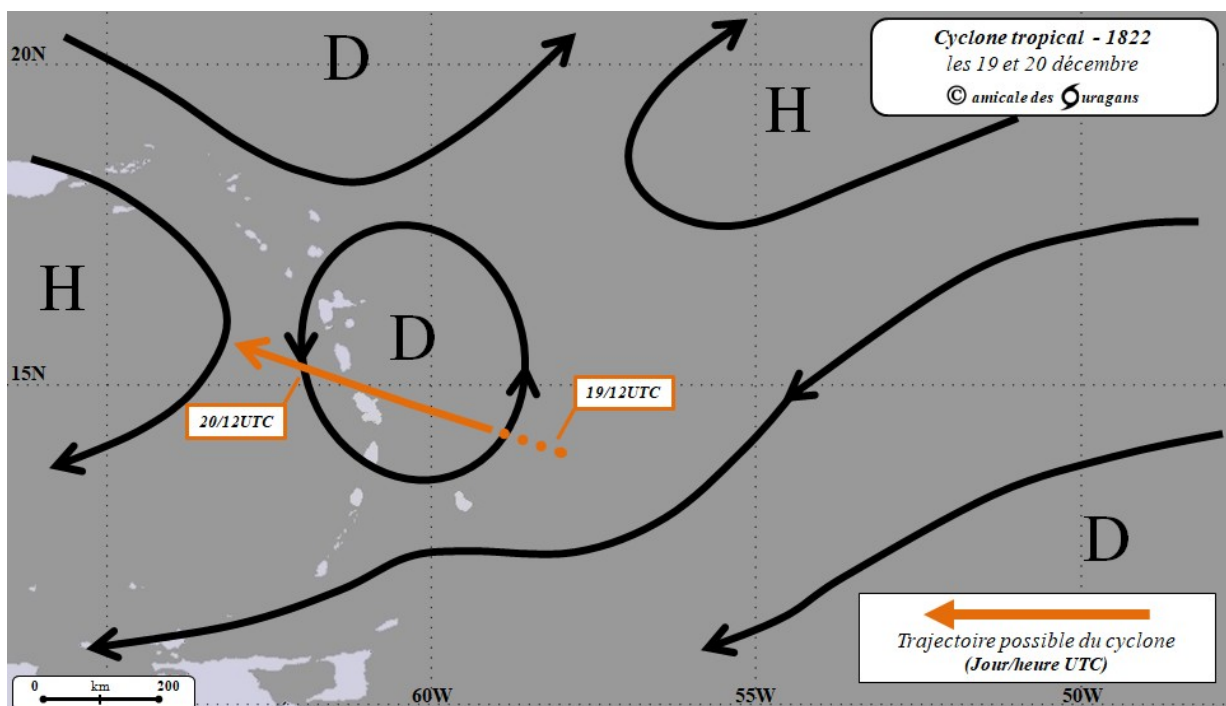 20N
D
Cyclone tropical - 1822
les 19 et 20 décembre
© amicale des Ouragans
H
H
D
15N
19/12UTC
20/12UTC
D
Trajectoire possible du cyclone
(Jour/heure UTC)
0 km 200
60W
55W
50W